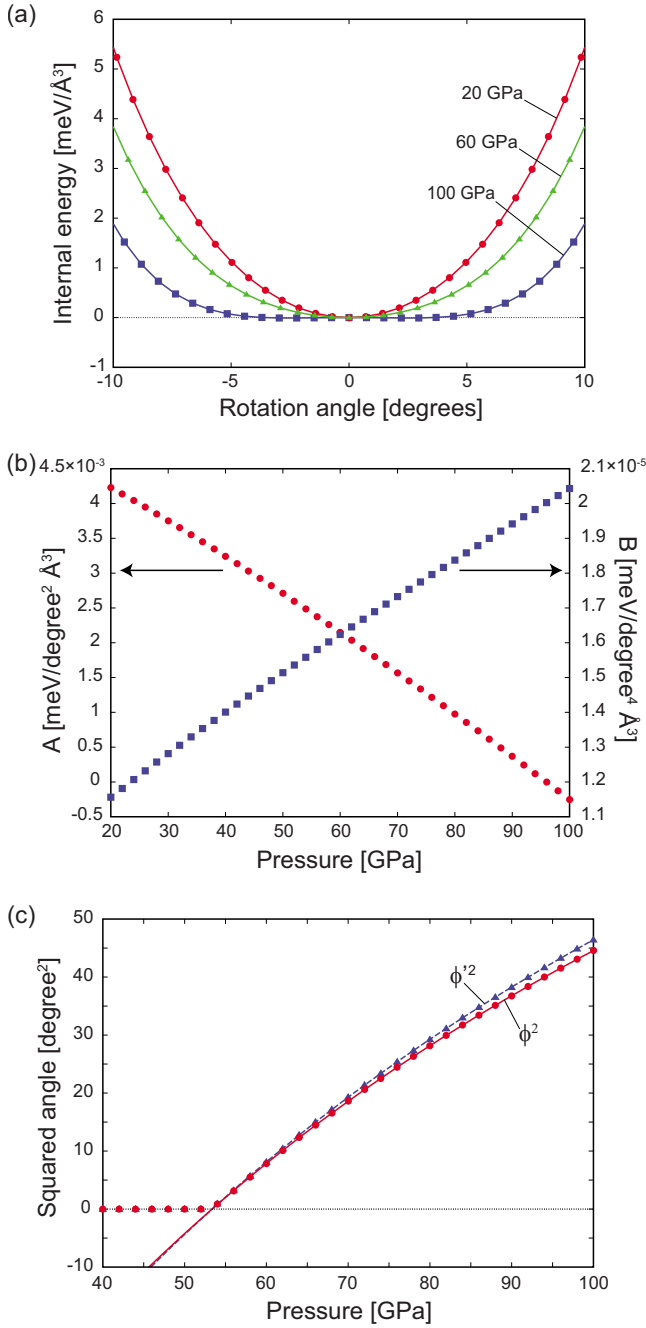 (a)
6
5
4
3
2
1
0
-1
Internal energy [meV/Å³]
20 GPa
60 GPa
100 GPa
-10 -5 0 5 10
Rotation angle [degrees]
(b)
4.5×10⁻³
4
3.5
3
2.5
2
1.5
1
0.5
0
-0.5
A [meV/degree² Å³]
2.1×10⁻⁵
2
1.9
1.8
1.7
1.6
1.5
1.4
1.3
1.2
1.1
B [meV/degree⁴ Å³]
20 30 40 50 60 70 80 90 100
Pressure [GPa]
(c)
50
40
30
20
10
0
-10
Squared angle [degree²]
ϕ'²
ϕ²
40 50 60 70 80 90 100
Pressure [GPa]